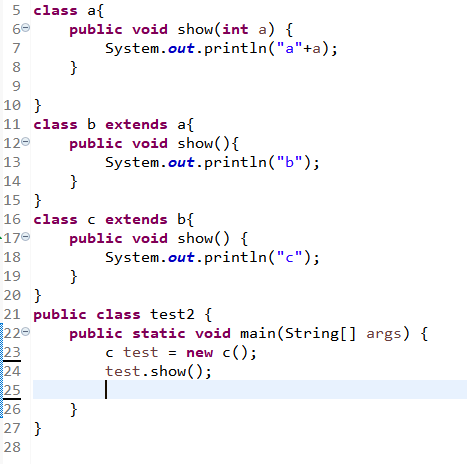 5 class a{
6 public void show(int a) {
7 System.out.println("a"+a);
8 }
9
10 }
11 class b extends a{
12 public void show(){
13 System.out.println("b");
14 }
15 }
16 class c extends b{
17 public void show() {
18 System.out.println("c");
19 }
20 }
21 public class test2 {
22 public static void main(String[] args) {
23 c test = new c();
24 test.show();
25
26 }
27 }
28